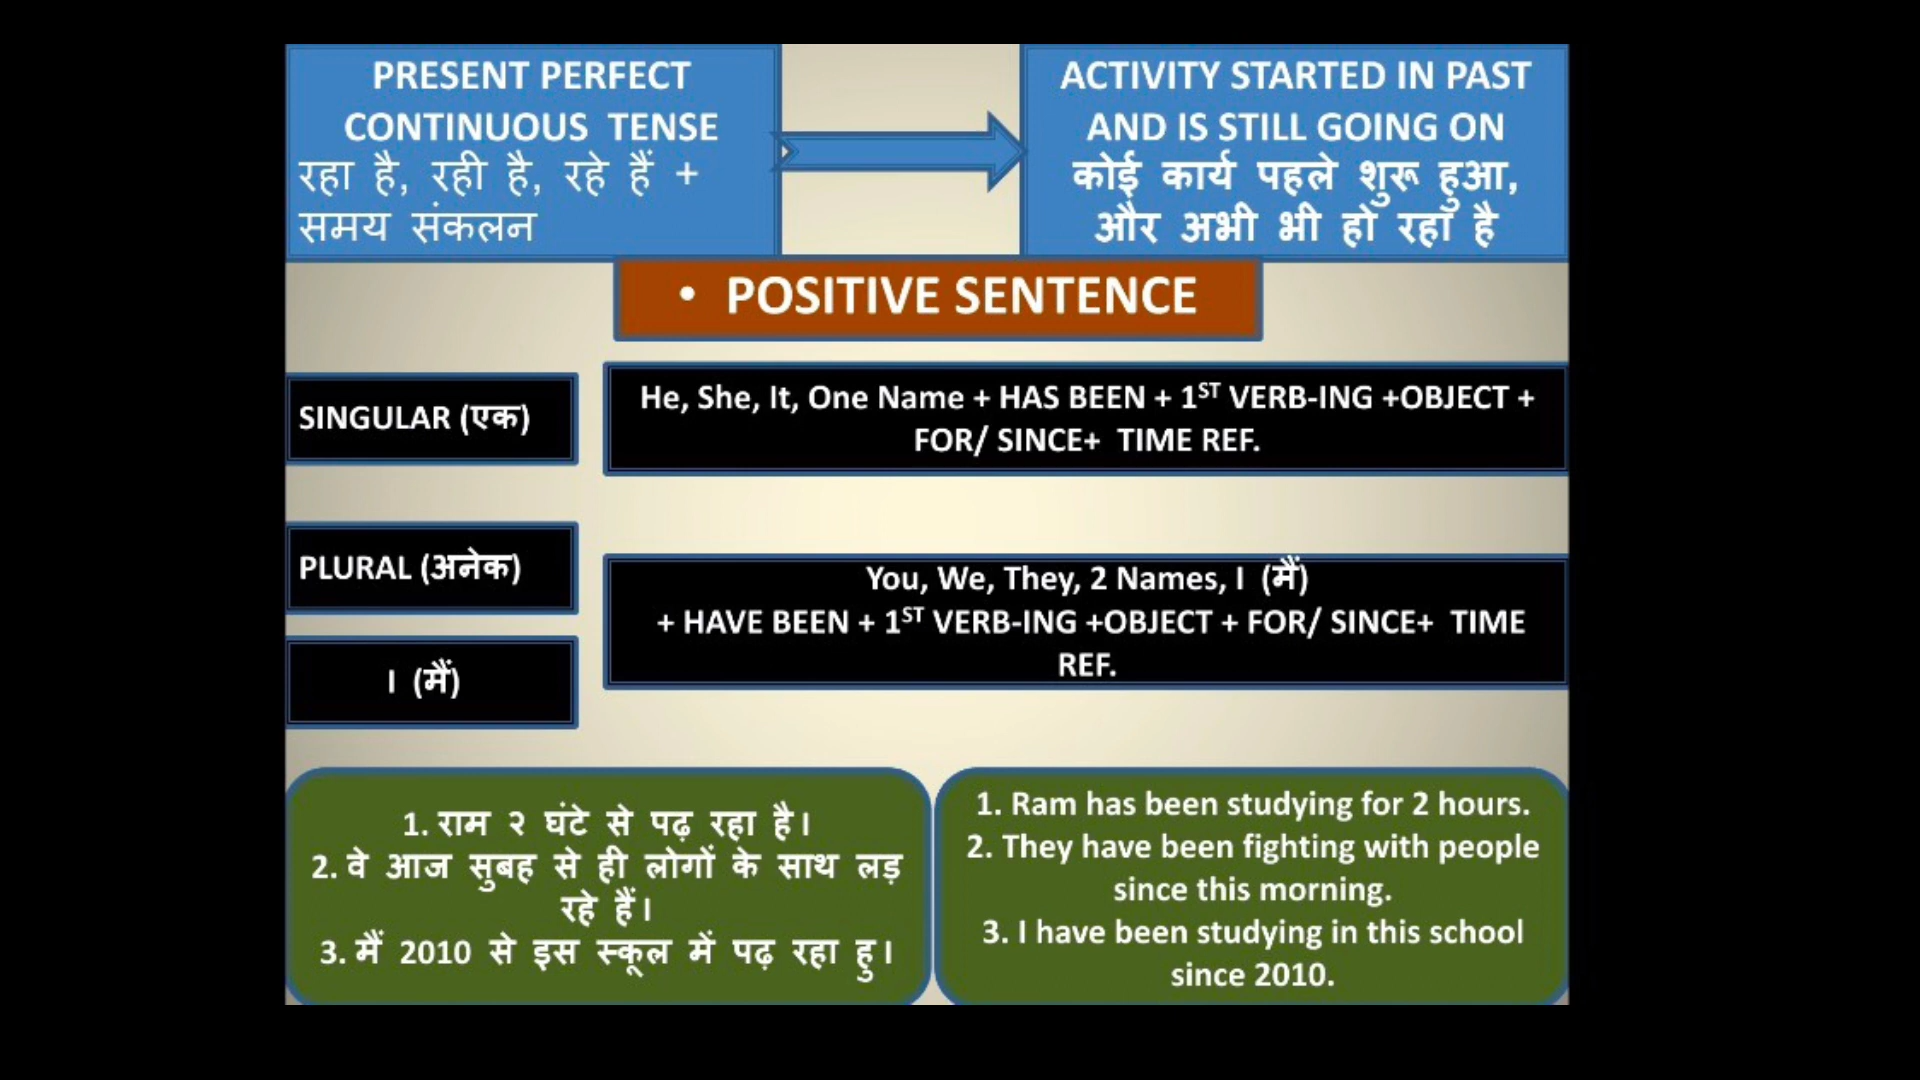 PRESENT PERFECT
CONTINUOUS TENSE
रहा है, रही है, रहे हैं +
समय संकलन
ACTIVITY STARTED IN PAST
AND IS STILL GOING ON
कोई कार्य पहले शुरू हुआ,
और अभी भी हो रहा है
• POSITIVE SENTENCE
SINGULAR (एक)
He, She, It, One Name + HAS BEEN + 1ST VERB-ING +OBJECT +
FOR/ SINCE+ TIME REF.
PLURAL (अनेक)
I (मैं)
You, We, They, 2 Names, I (मैं)
+ HAVE BEEN + 1ST VERB-ING +OBJECT + FOR/ SINCE+ TIME
REF.
1. राम २ घंटे से पढ़ रहा है।
2. वे आज सुबह से ही लोगों के साथ लड़
रहे हैं।
3. मैं 2010 से इस स्कूल में पढ़ रहा हु।
1. Ram has been studying for 2 hours.
2. They have been fighting with people
since this morning.
3. I have been studying in this school
since 2010.